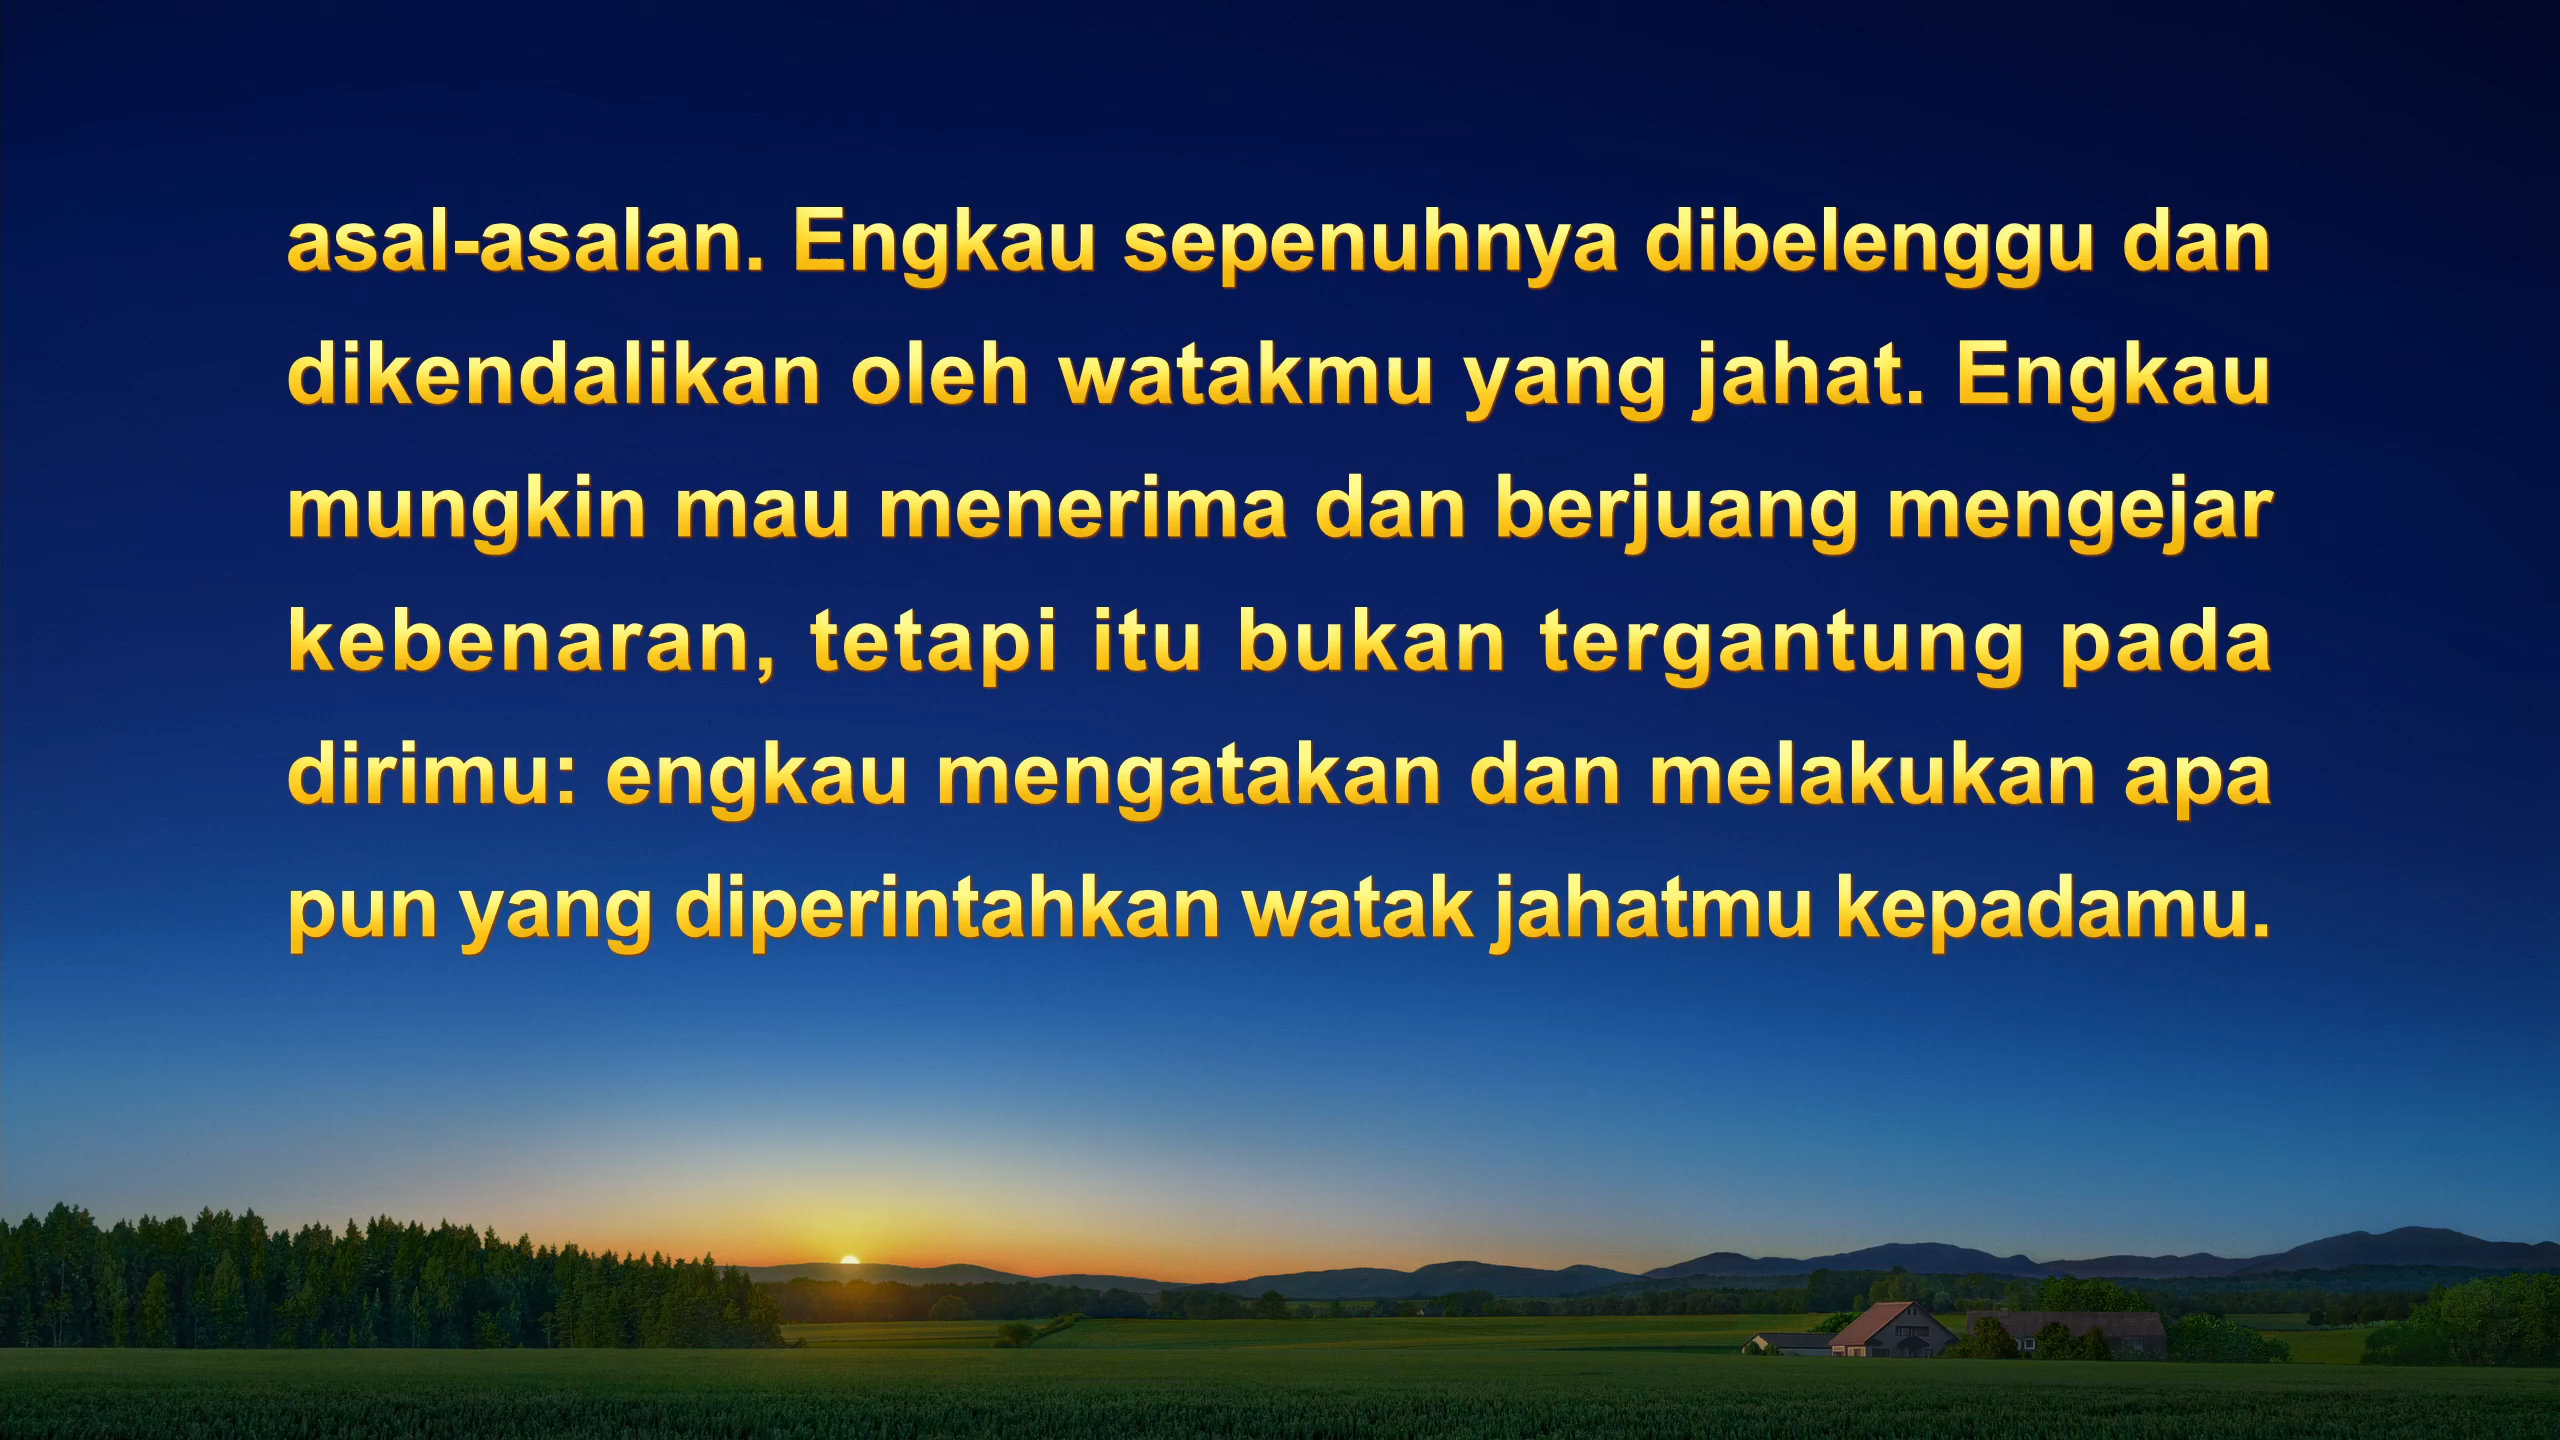 asal-asalan. Engkau sepenuhnya dibelenggu dan
dikendalikan oleh watakmu yang jahat. Engkau
mungkin mau menerima dan berjuang mengejar
kebenaran, tetapi itu bukan tergantung pada
dirimu: engkau mengatakan dan melakukan apa
pun yang diperintahkan watak jahatmu kepadamu.